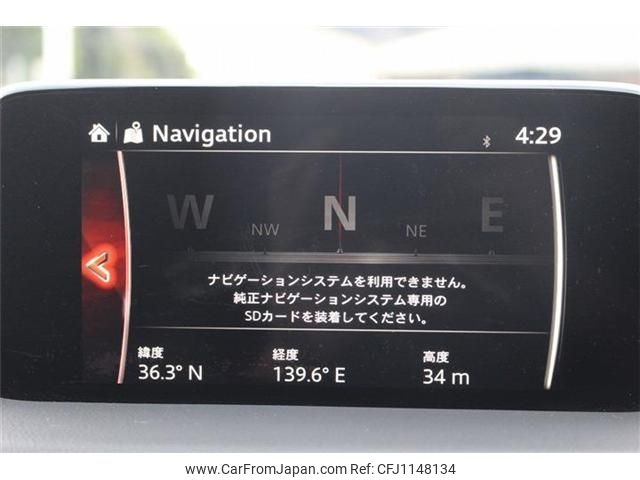 Navigation
4:29
W NW N NE E
ナビゲーションシステムを利用できません。
純正ナビゲーションシステム専用の
SDカードを装着してください。
緯度 経度 高度
36.3° N 139.6° E 34 m
www.CarFromJapan.com - CFJ1148134